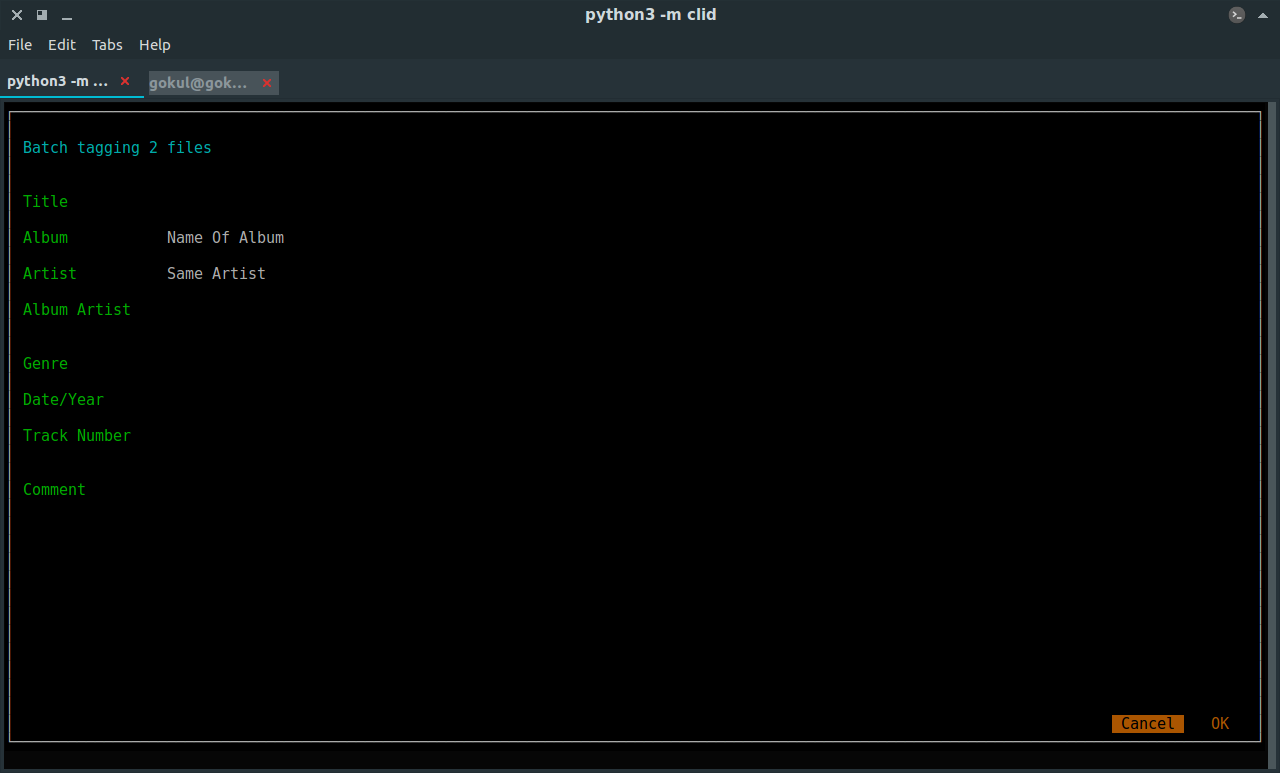 python3 -m clid
File Edit Tabs Help
python3 -m ... gokul@gok...
Batch tagging 2 files
Title
Album Name Of Album
Artist Same Artist
Album Artist
Genre
Date/Year
Track Number
Comment
Cancel OK